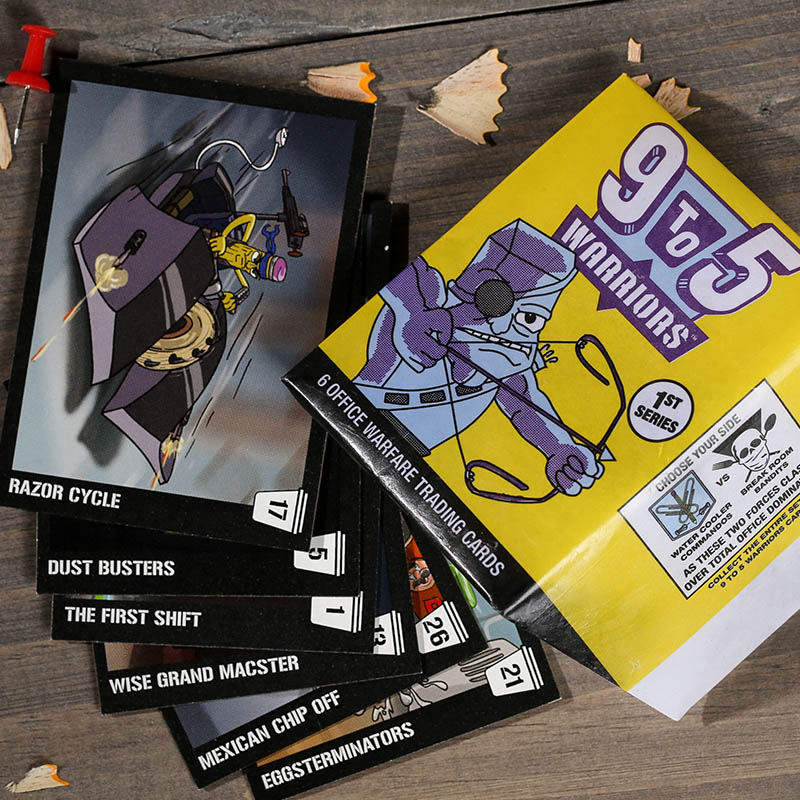 RAZOR CYCLE
17
DUST BUSTERS
5
THE FIRST SHIFT
1
WISE GRAND MACSTER
13
MEXICAN CHIP OFF
26
EGGSTERMINATORS
21
9 TO 5
WARRIORS™
1ST
SERIES
6 OFFICE WARFARE TRADING CARDS
CHOOSE YOUR SIDE
WATER COOLER
COMMANDOS
VS
BREAK ROOM
BANDITS
AS THESE TWO FORCES CLAS
OVER TOTAL OFFICE DOMINA
COLLECT THE ENTIRE SE
9 TO 5 WARRIORS CAR